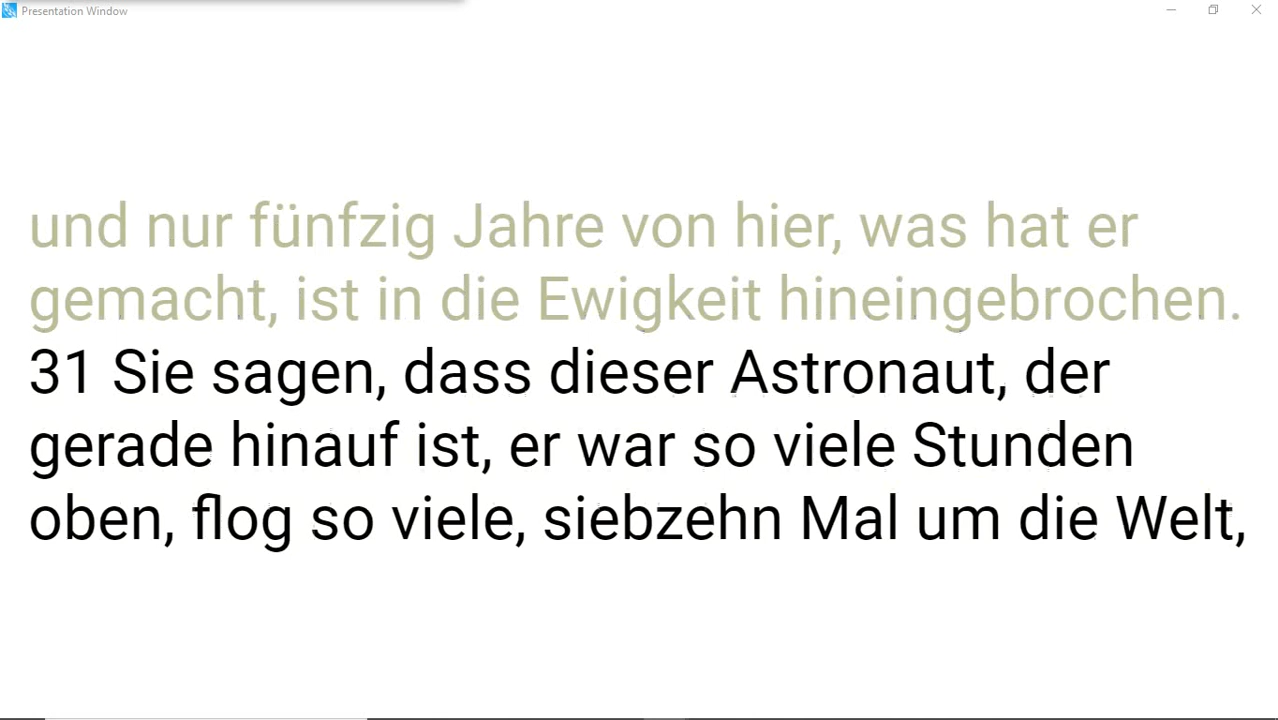 Presentation Window
und nur fünfzig Jahre von hier, was hat er
gemacht, ist in die Ewigkeit hineingebrochen.
31 Sie sagen, dass dieser Astronaut, der
gerade hinauf ist, er war so viele Stunden
oben, flog so viele, siebzehn Mal um die Welt,